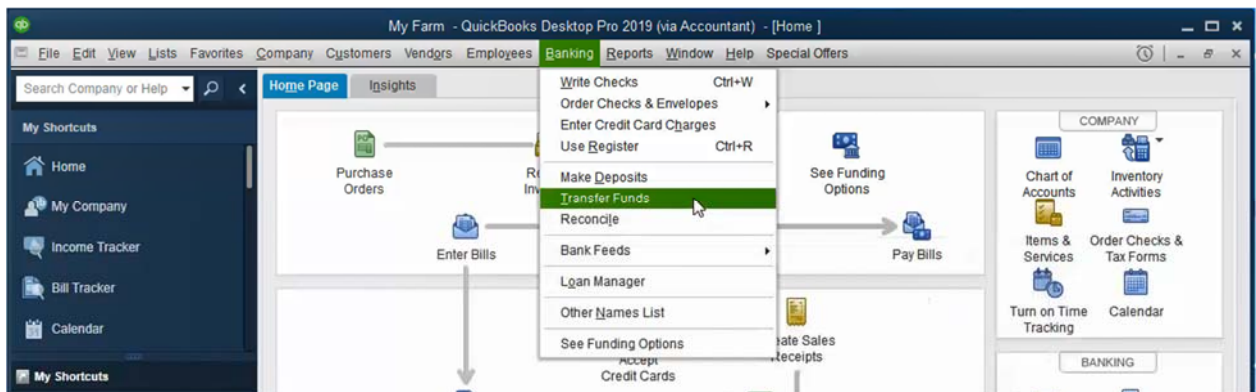 qb My Farm - QuickBooks Desktop Pro 2019 (via Accountant) - [Home ]
File Edit View Lists Favorites Company Customers Vendors Employees Banking Reports Window Help Special Offers
Search Company or Help
My Shortcuts
Home
My Company
Income Tracker
Bill Tracker
Calendar
My Shortcuts
Home Page Insights
Purchase
Orders
Enter Bills
Write Checks Ctrl+W
Order Checks & Envelopes
Enter Credit Card Charges
Use Register Ctrl+R
Make Deposits
Transfer Funds
Reconcile
Bank Feeds
Loan Manager
Other Names List
See Funding Options
Accept
Credit Cards
See Funding
Options
Pay Bills
ate Sales
Receipts
COMPANY
Chart of
Accounts
Inventory
Activities
Items &
Services
Order Checks &
Tax Forms
Turn on Time
Tracking
Calendar
BANKING